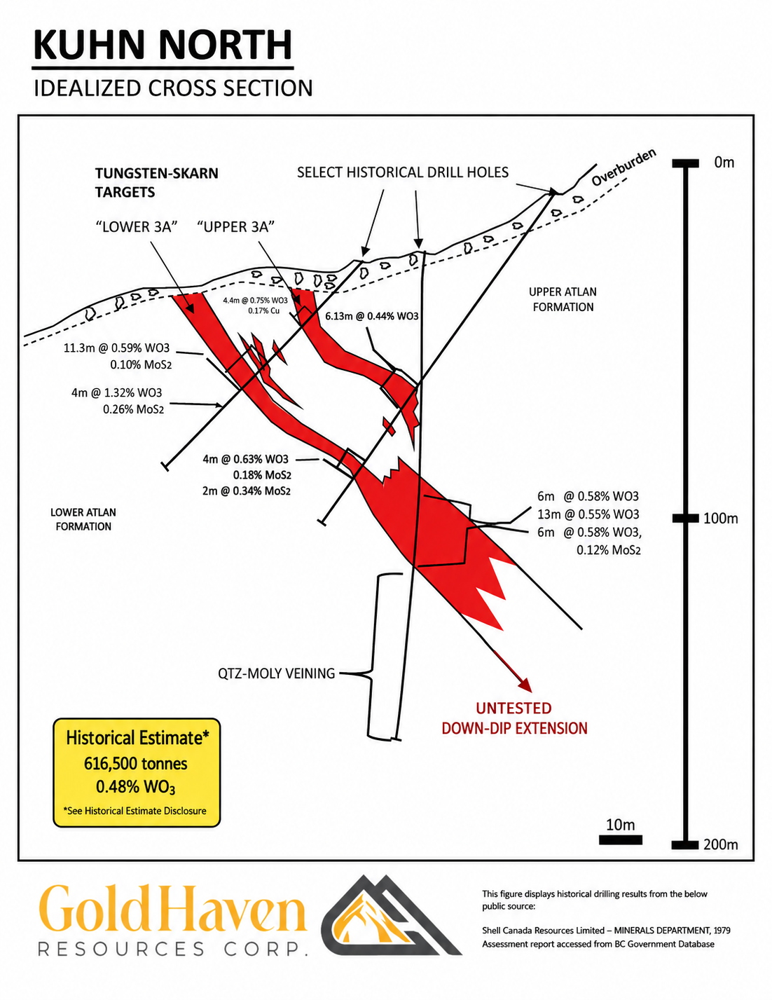 KUHN NORTH
IDEALIZED CROSS SECTION
TUNGSTEN-SKARN
TARGETS
SELECT HISTORICAL DRILL HOLES
Overburden
0m
"LOWER 3A"
"UPPER 3A"
4.4m @ 0.75% WO3
0.17% Cu
6.13m @ 0.44% WO3
UPPER ATLAN
FORMATION
11.3m @ 0.59% WO3
0.10% MoS2
4m @ 1.32% WO3
0.26% MoS2
4m @ 0.63% WO3
0.18% MoS2
2m @ 0.34% MoS2
LOWER ATLAN
FORMATION
6m @ 0.58% WO3
13m @ 0.55% WO3
6m @ 0.58% WO3,
0.12% MoS2
100m
QTZ-MOLY VEINING
UNTESTED
DOWN-DIP EXTENSION
Historical Estimate*
616,500 tonnes
0.48% WO3
*See Historical Estimate Disclosure
10m
200m
GoldHaven
RESOURCES CORP.
This figure displays historical drilling results from the below
public source:
Shell Canada Resources Limited – MINERALS DEPARTMENT, 1979
Assessment report accessed from BC Government Database